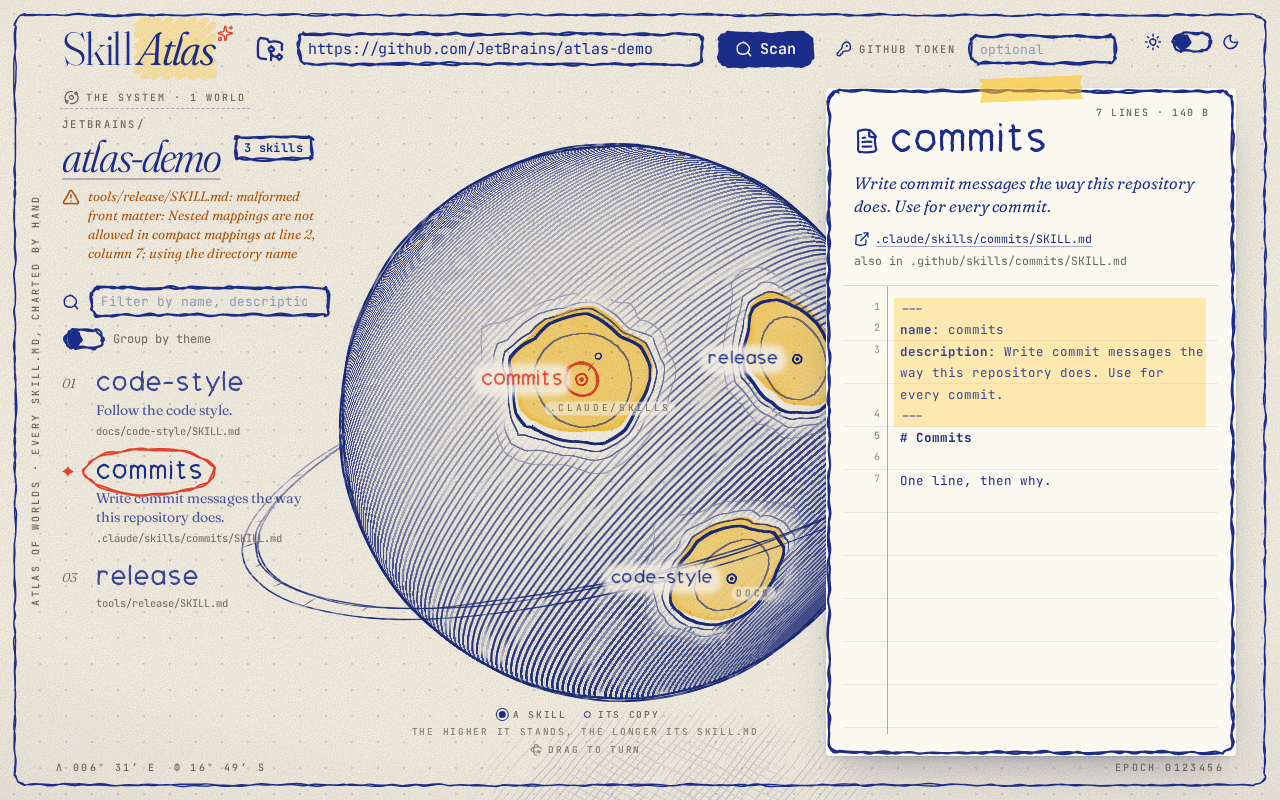 Skill Atlas
https://github.com/JetBrains/atlas-demo
Scan
GITHUB TOKEN
optional
THE SYSTEM · 1 WORLD
JETBRAINS/
atlas-demo
3 skills
tools/release/SKILL.md: malformed
front matter: Nested mappings are not
allowed in compact mappings at line 2,
column 7; using the directory name
Filter by name, descriptio
Group by theme
01
code-style
Follow the code style.
docs/code-style/SKILL.md
commits
Write commit messages the way
this repository does.
.claude/skills/commits/SKILL.md
03
release
tools/release/SKILL.md
ATLAS OF WORLDS · EVERY SKILL.MD, CHARTED BY HAND
commits
.CLAUDE/SKILLS
release
code-style
DOCS
A SKILL
ITS COPY
THE HIGHER IT STANDS, THE LONGER ITS SKILL.MD
DRAG TO TURN
7 LINES · 140 B
commits
Write commit messages the way this repository
does. Use for every commit.
.claude/skills/commits/SKILL.md
also in .github/skills/commits/SKILL.md
1 ---
2 name: commits
3 description: Write commit messages the
way this repository does. Use for
every commit.
4 ---
5 # Commits
6
7 One line, then why.
Λ 006° 31′ E Φ 16° 49′ S
EPOCH 0123456